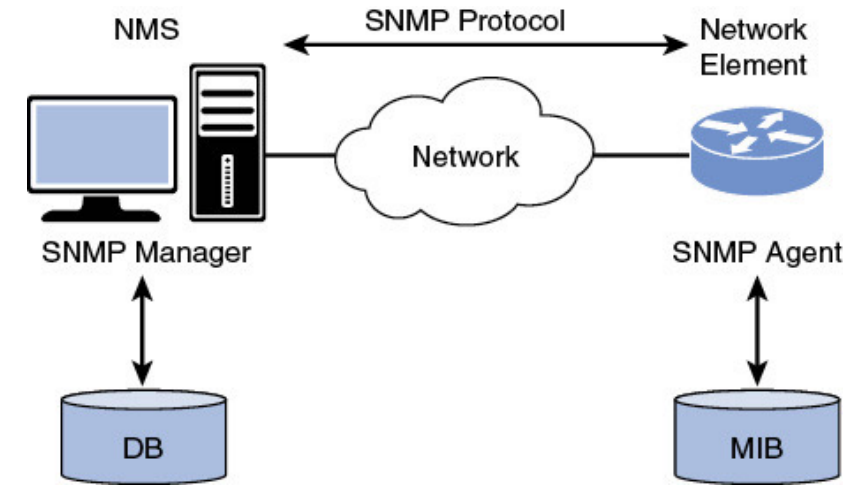 NMS
SNMP Protocol
Network
Element
Network
SNMP Manager
SNMP Agent
DB
MIB